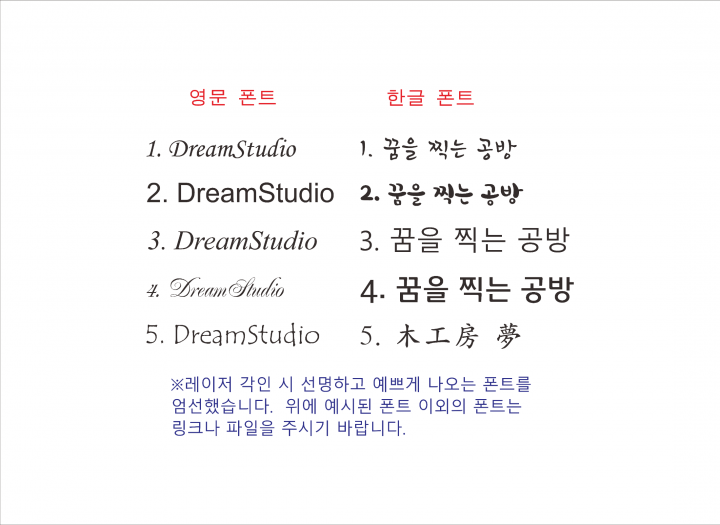 영문 폰트
한글 폰트
1. DreamStudio
1. 꿈을 찍는 공방
2. DreamStudio
2. 꿈을 찍는 공방
3. DreamStudio
3. 꿈을 찍는 공방
4. DreamStudio
4. 꿈을 찍는 공방
5. DreamStudio
5. 木工房 夢
※레이저 각인 시 선명하고 예쁘게 나오는 폰트를
엄선했습니다. 위에 예시된 폰트 이외의 폰트는
링크나 파일을 주시기 바랍니다.